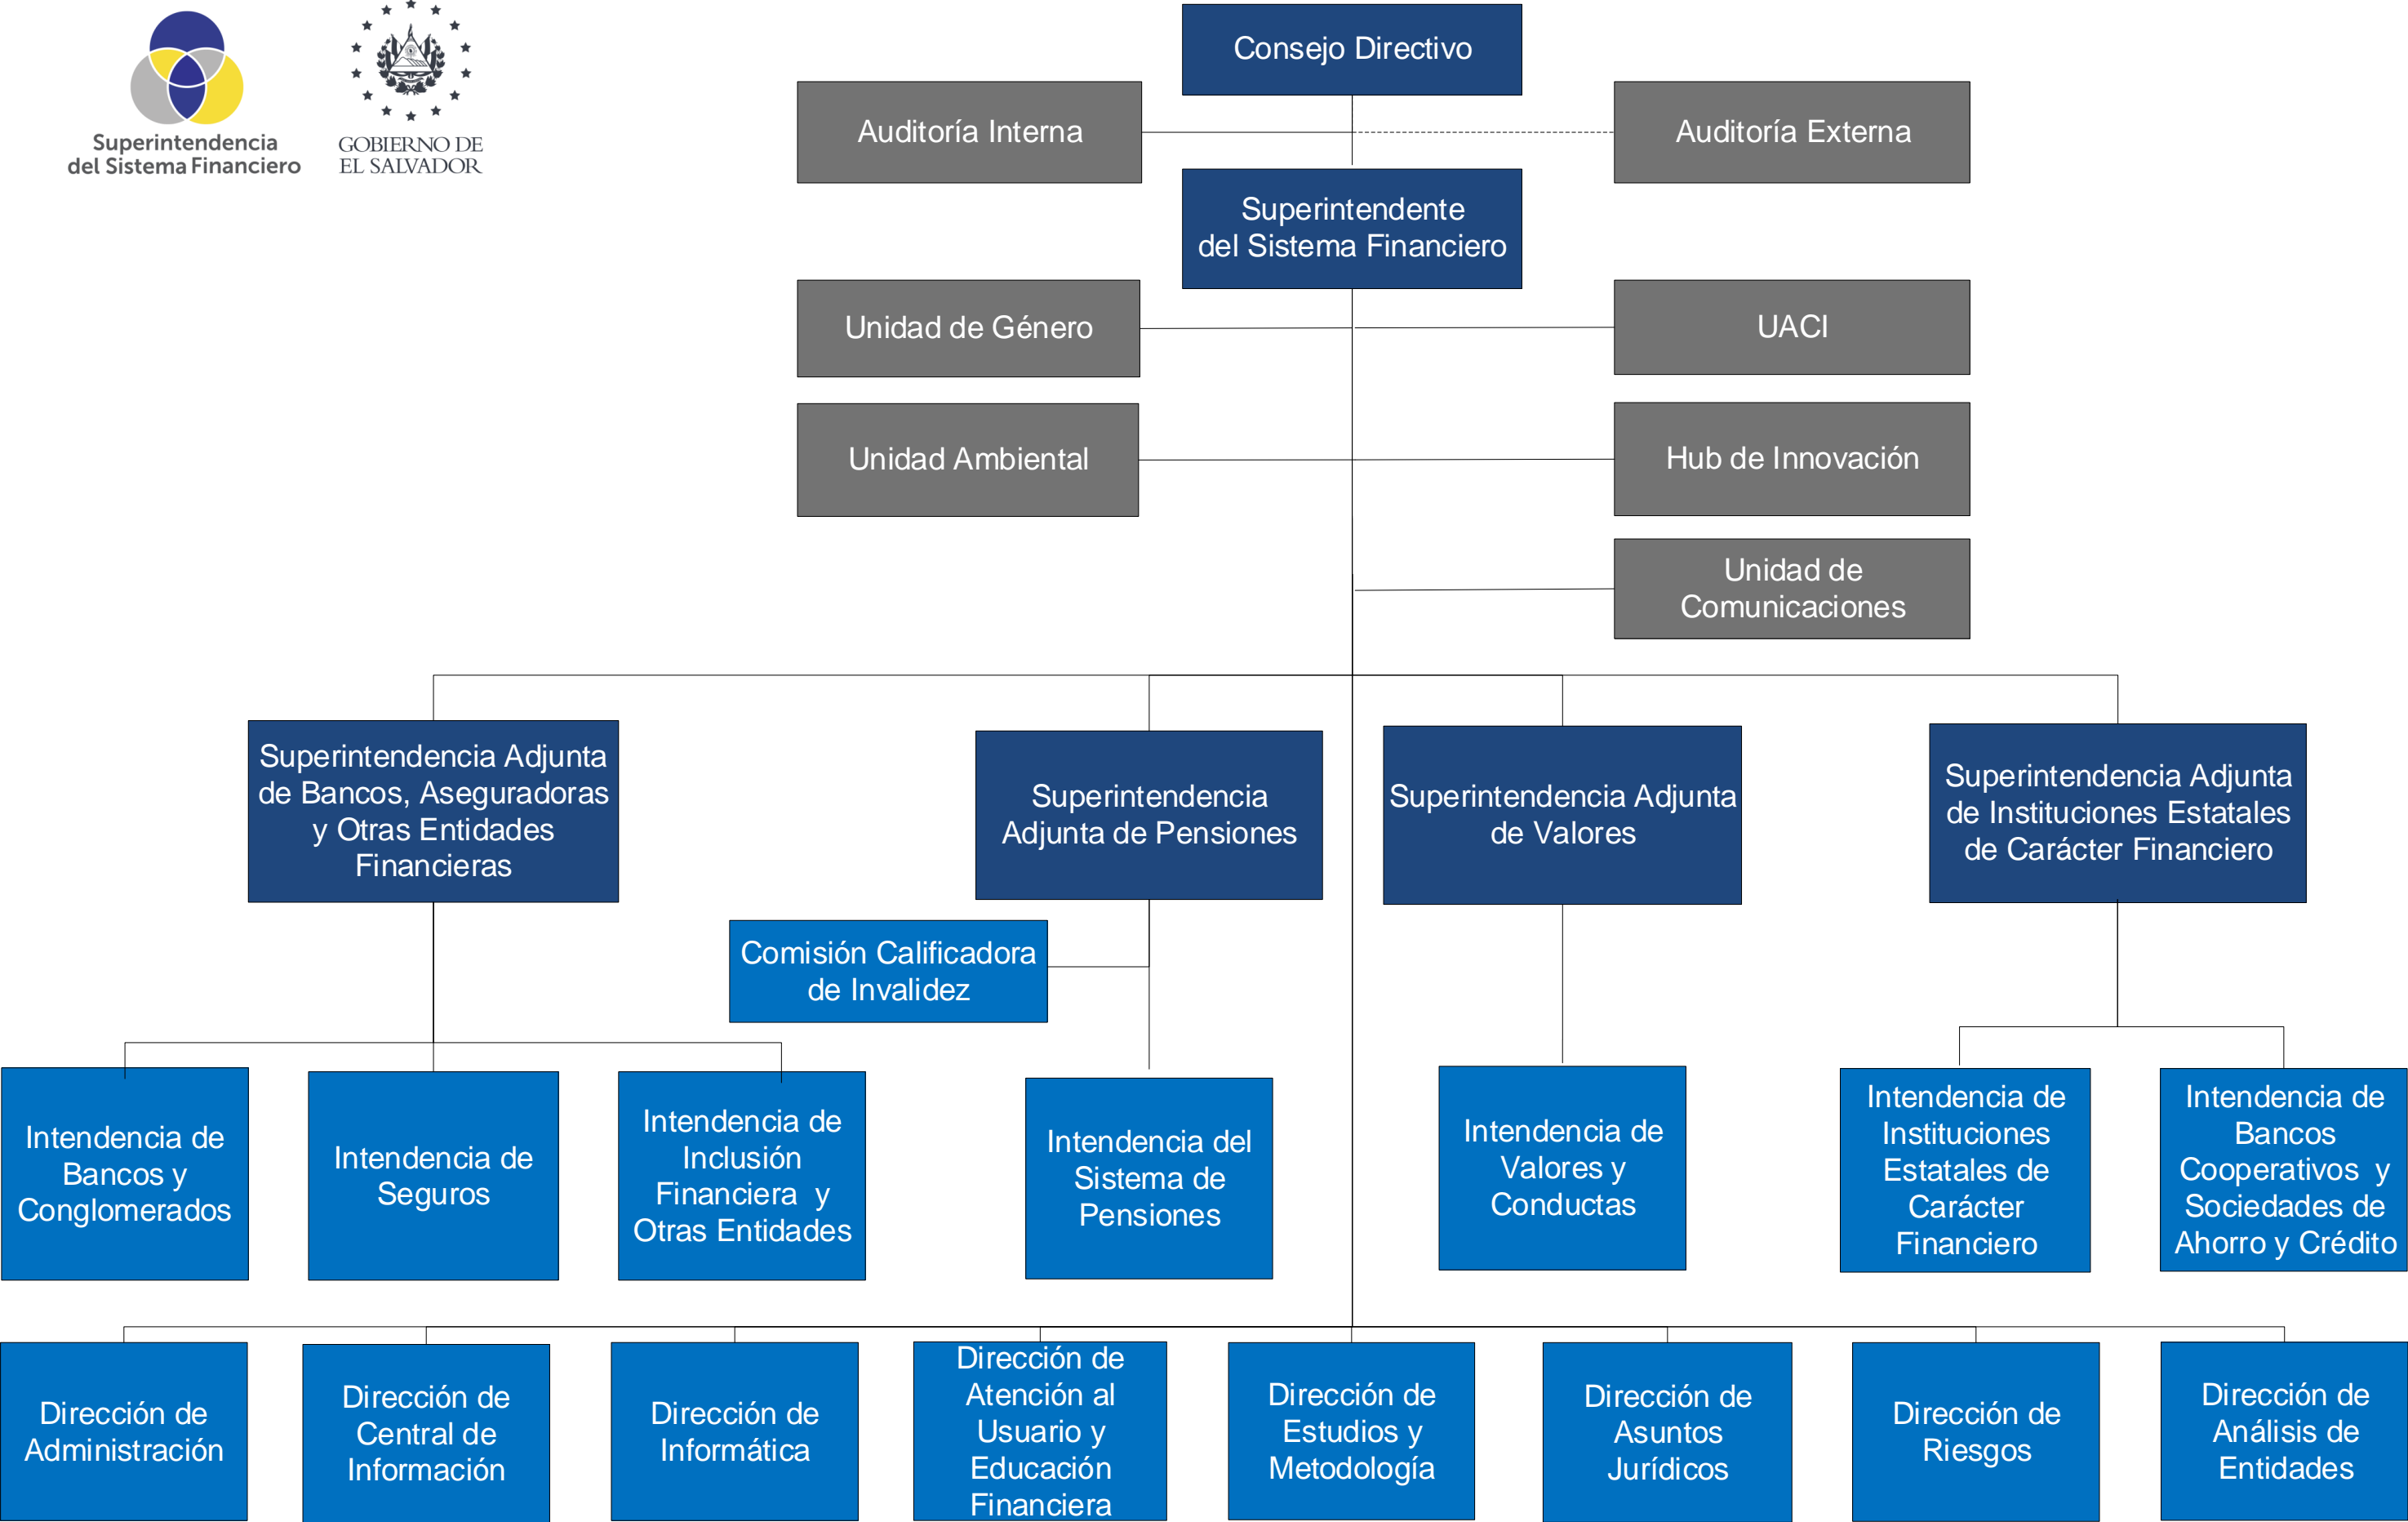 Superintendencia
del Sistema Financiero
GOBIERNO DE
EL SALVADOR
Consejo Directivo
Auditoría Interna
Auditoría Externa
Superintendente
del Sistema Financiero
Unidad de Género
UACI
Unidad Ambiental
Hub de Innovación
Unidad de
Comunicaciones
Superintendencia Adjunta
de Bancos, Aseguradoras
y Otras Entidades
Financieras
Superintendencia
Adjunta de Pensiones
Superintendencia Adjunta
de Valores
Superintendencia Adjunta
de Instituciones Estatales
de Carácter Financiero
Comisión Calificadora
de Invalidez
Intendencia de
Bancos y
Conglomerados
Intendencia de
Seguros
Intendencia de
Inclusión
Financiera y
Otras Entidades
Intendencia del
Sistema de
Pensiones
Intendencia de
Valores y
Conductas
Intendencia de
Instituciones
Estatales de
Carácter
Financiero
Intendencia de
Bancos
Cooperativos y
Sociedades de
Ahorro y Crédito
Dirección de
Administración
Dirección de
Central de
Información
Dirección de
Informática
Dirección de
Atención al
Usuario y
Educación
Financiera
Dirección de
Estudios y
Metodología
Dirección de
Asuntos
Jurídicos
Dirección de
Riesgos
Dirección de
Análisis de
Entidades